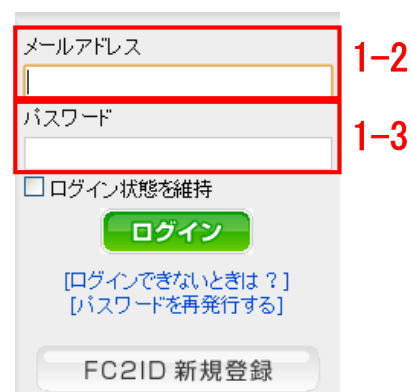 メールアドレス
1-2
パスワード
1-3
ログイン状態を維持
ログイン
[ログインできないときは？]
[パスワードを再発行する]
FC2ID 新規登録